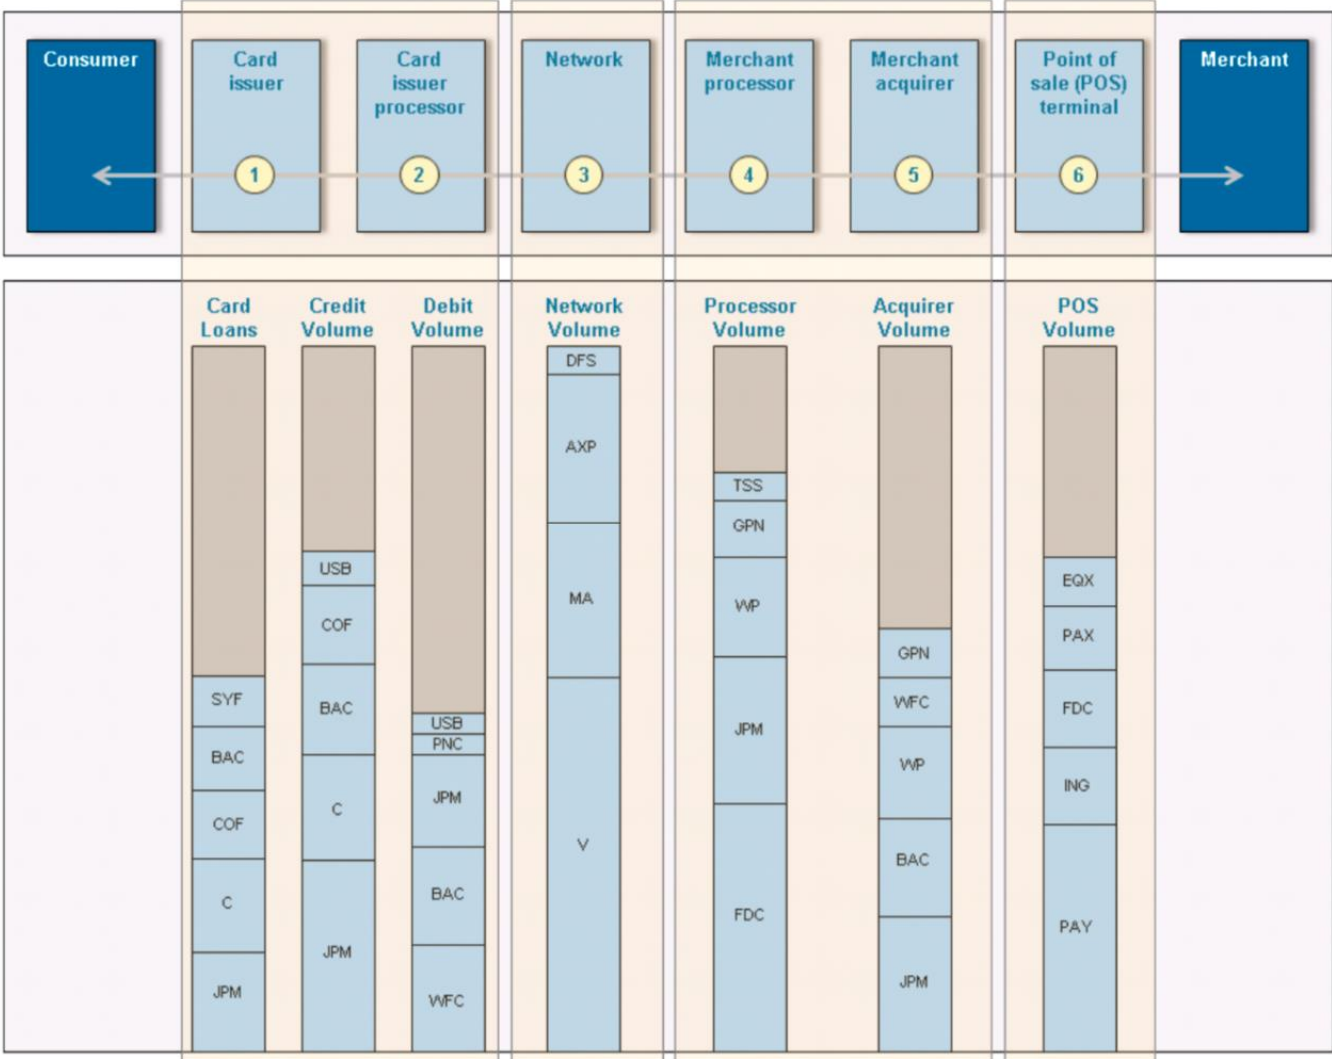 Consumer
Card
issuer
Card
issuer
processor
Network
Merchant
processor
Merchant
acquirer
Point of
sale (POS)
terminal
Merchant
1
2
3
4
5
6
Card
Loans
Credit
Volume
Debit
Volume
Network
Volume
Processor
Volume
Acquirer
Volume
POS
Volume
SYF
BAC
COF
C
JPM
USB
COF
BAC
C
JPM
USB
PNC
JPM
BAC
WFC
DFS
AXP
MA
V
TSS
GPN
WP
JPM
FDC
GPN
WFC
WP
BAC
JPM
EQX
PAX
FDC
ING
PAY